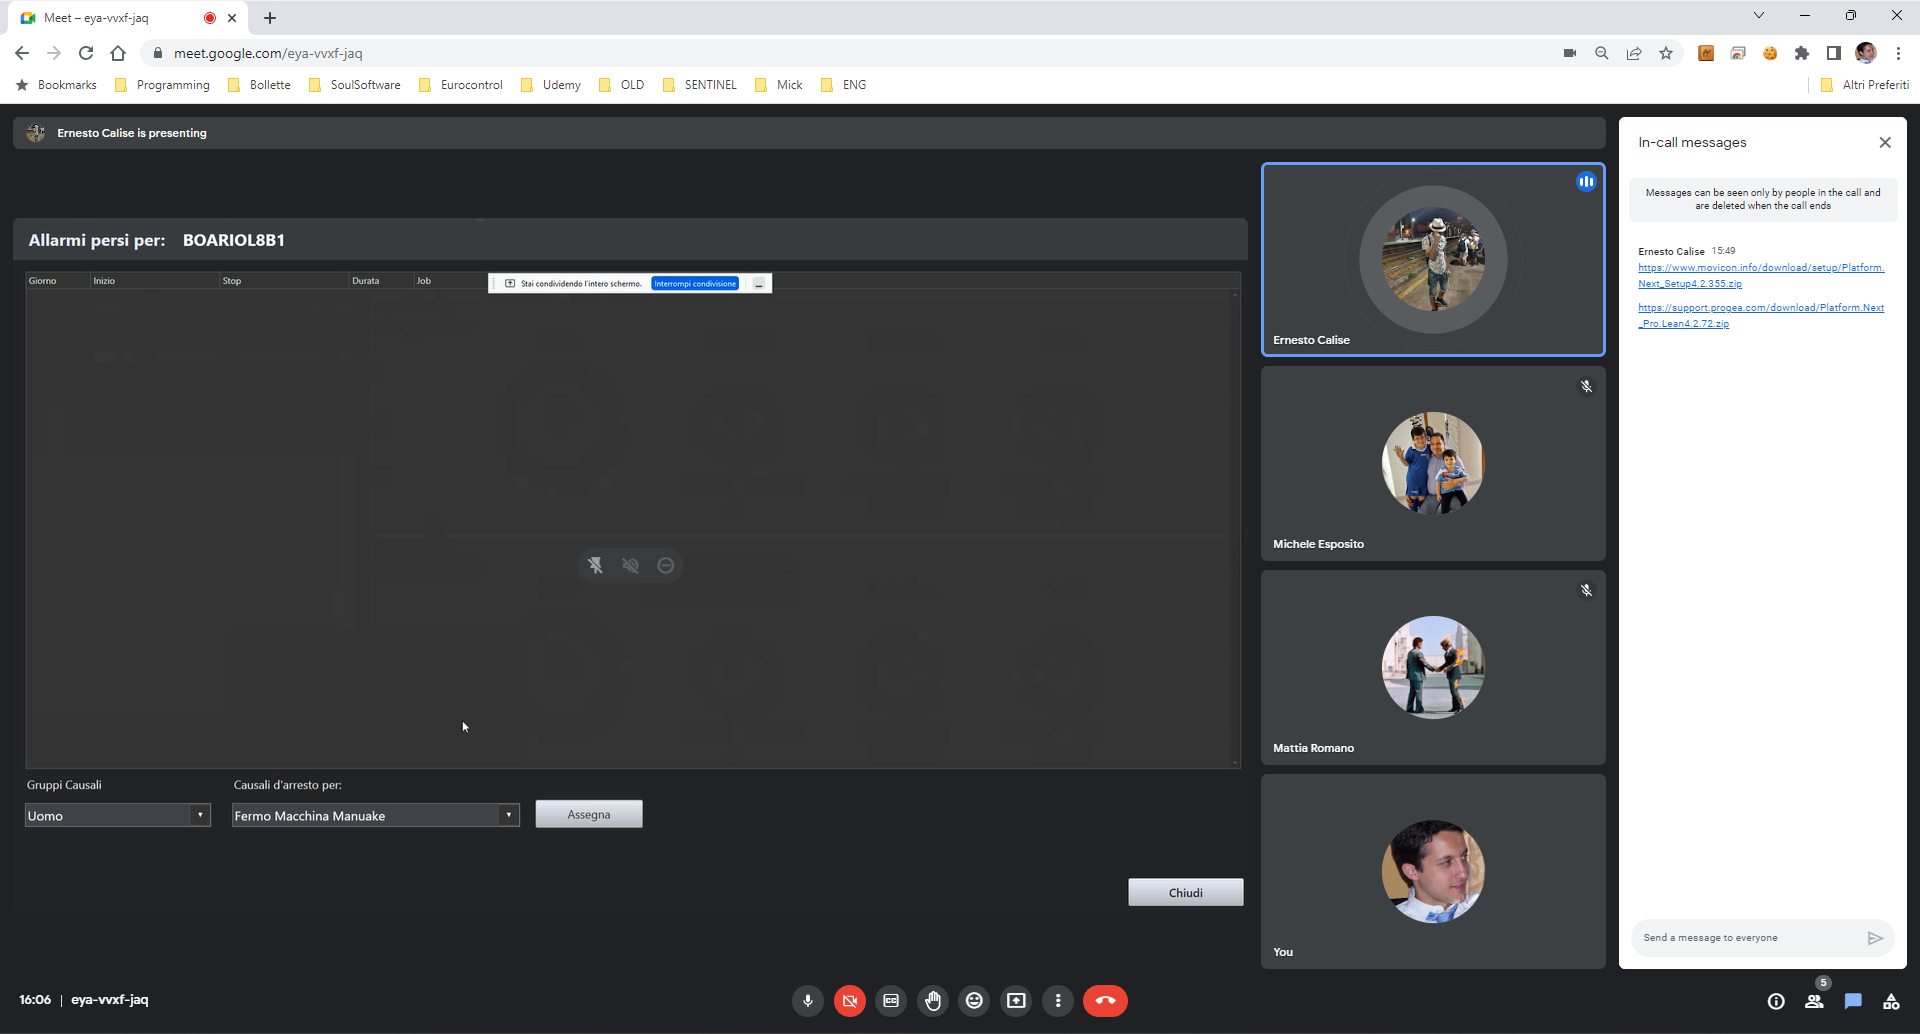 Meet – eya-vvxf-jaq
meet.google.com/eya-vvxf-jaq
Bookmarks Programming Bollette SoulSoftware Eurocontrol Udemy OLD SENTINEL Mick ENG Altri Preferiti
Ernesto Calise is presenting
Allarmi persi per: BOARIOL8B1
Giorno Inizio Stop Durata Job
Stai condividendo l'intero schermo. Interrompi condivisione
Gruppi Causali Causali d'arresto per:
Uomo Fermo Macchina Manuake Assegna
Chiudi
Ernesto Calise
Michele Esposito
Mattia Romano
You
In-call messages
Messages can be seen only by people in the call and
are deleted when the call ends
Ernesto Calise 15:49
https://www.movicon.info/download/setup/Platform.
Next_Setup4.2.355.zip
https://support.progea.com/download/Platform.Next
_Pro.Lean4.2.72.zip
Send a message to everyone
16:06 | eya-vvxf-jaq
CC
5